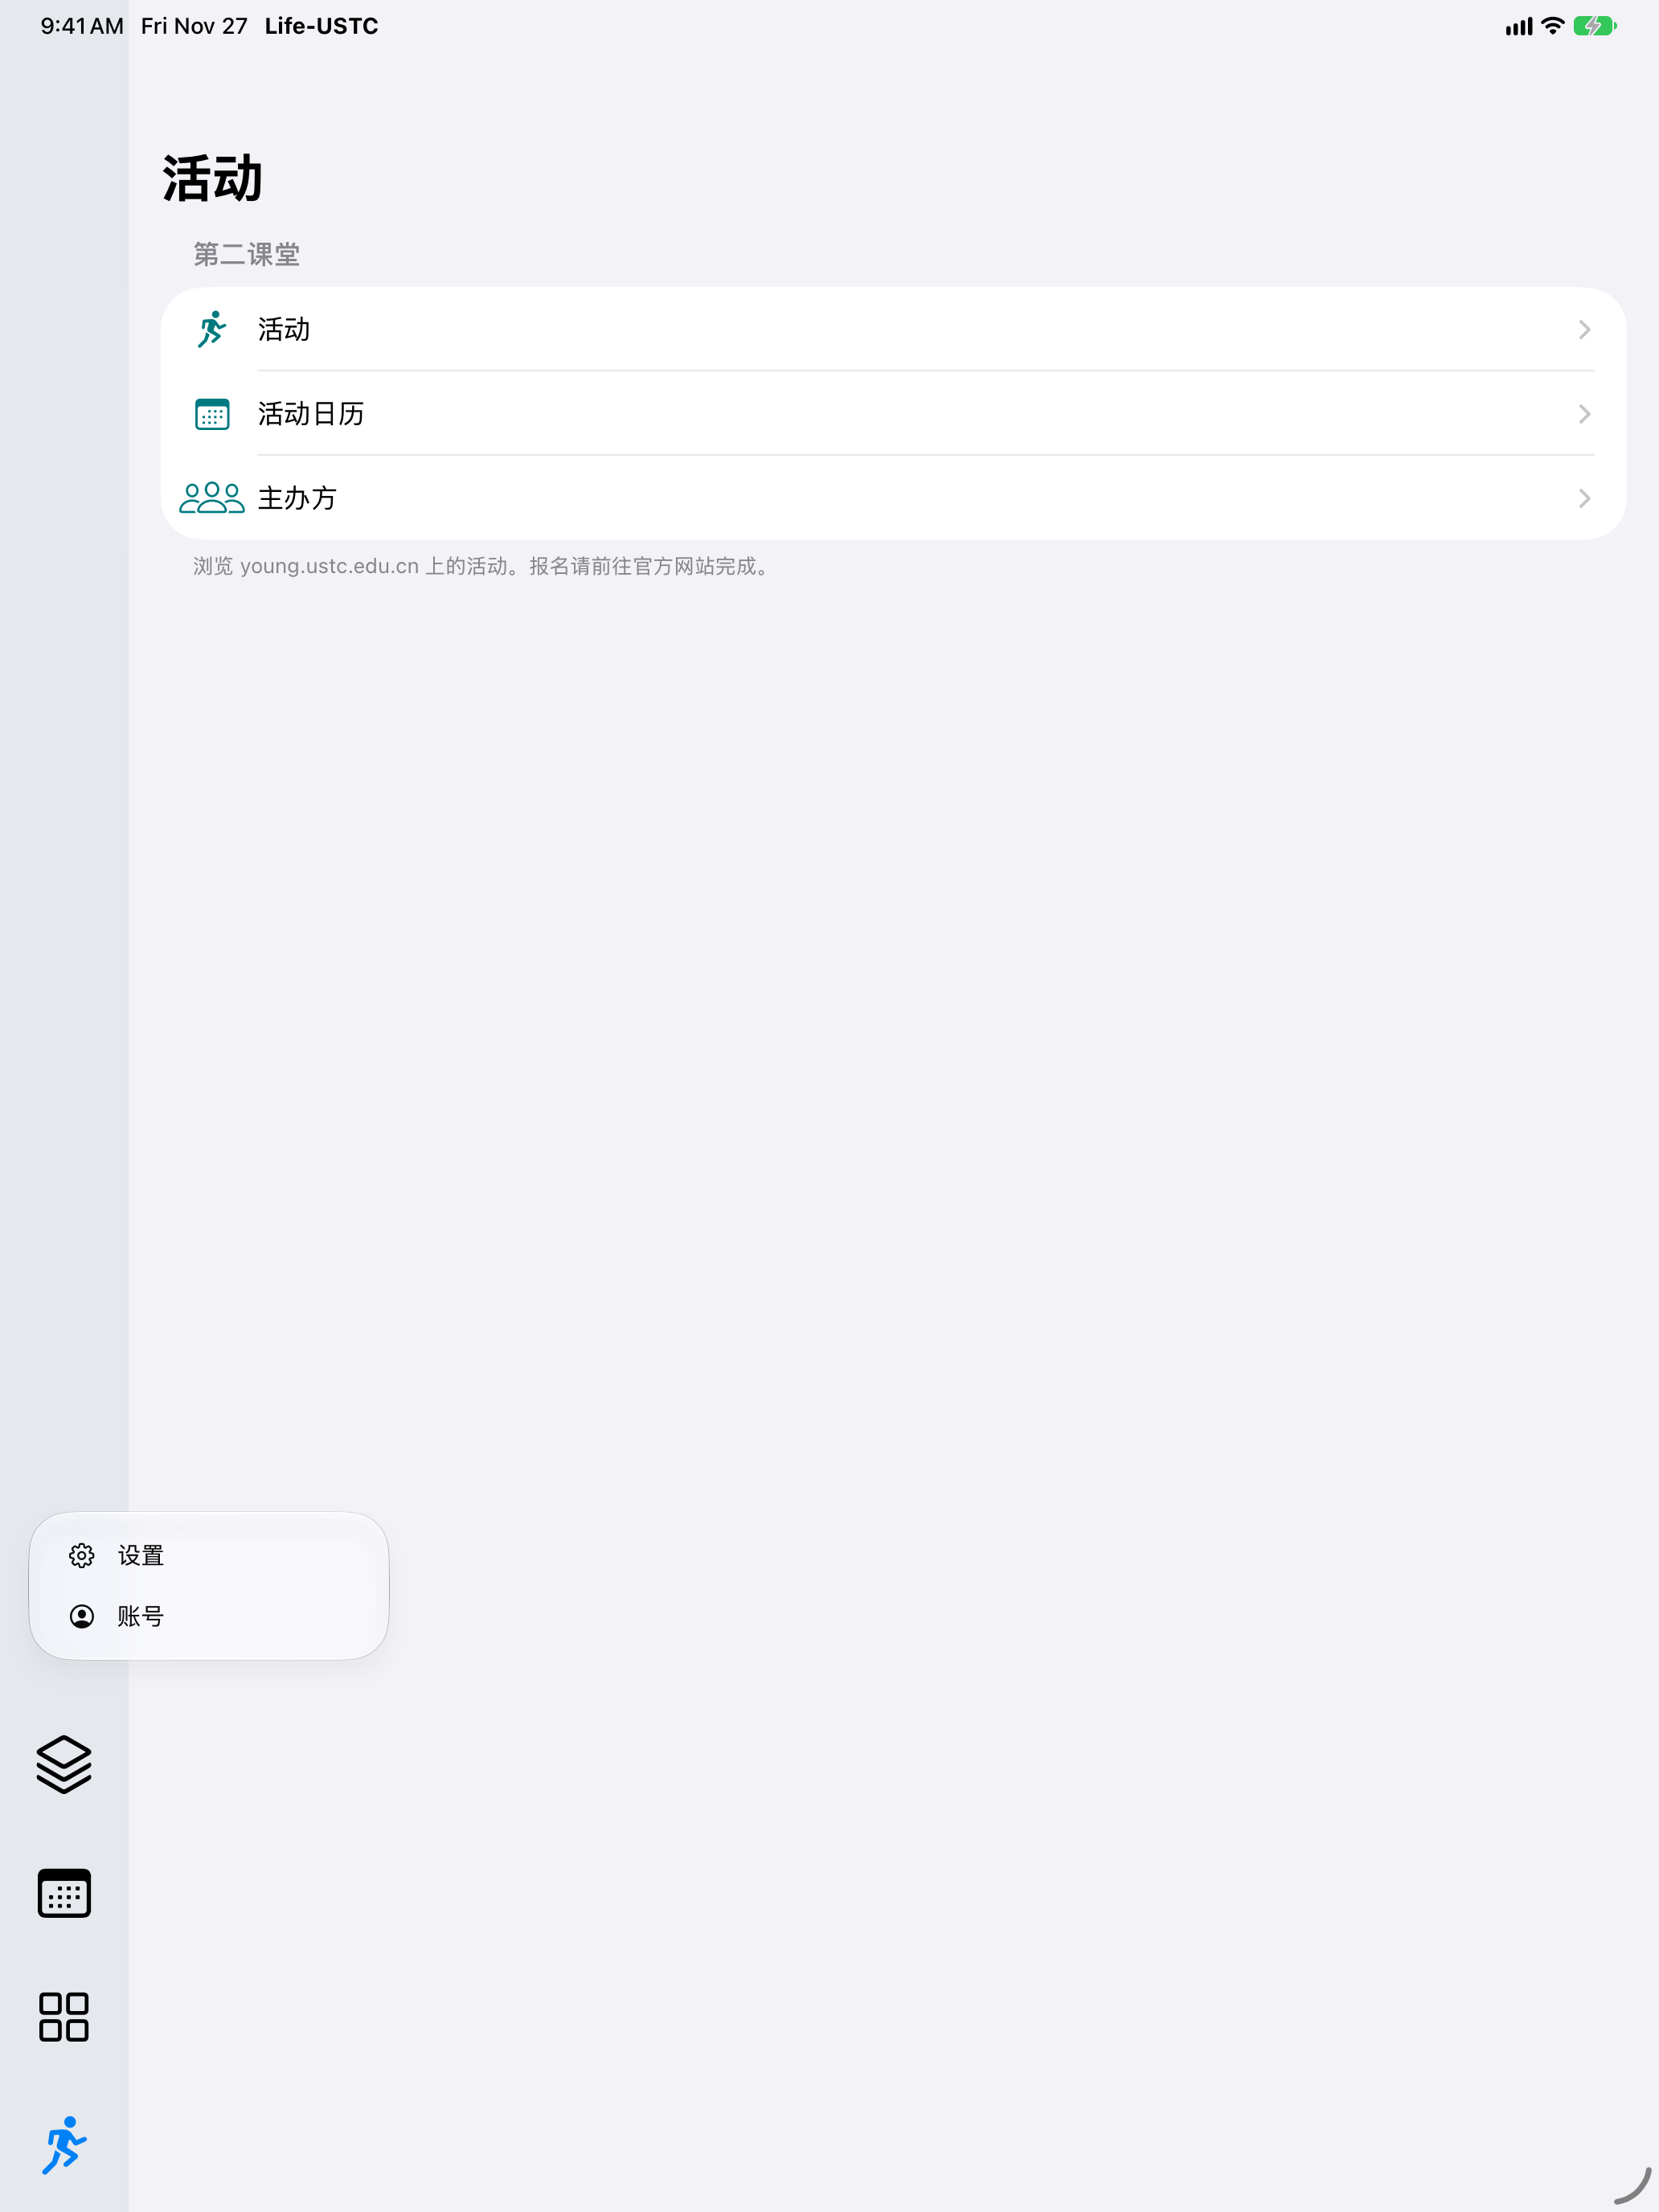 9:41 AM Fri Nov 27 Life-USTC
活动
第二课堂
活动
活动日历
主办方
浏览 young.ustc.edu.cn 上的活动。报名请前往官方网站完成。
设置
账号